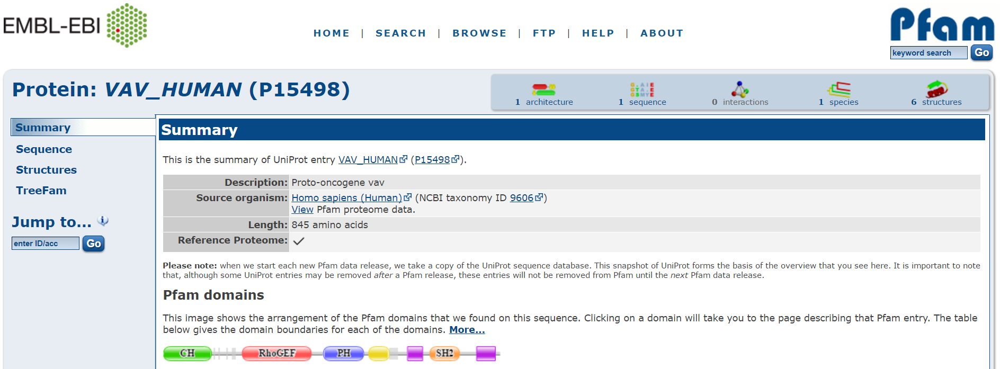 EMBL-EBI
HOME | SEARCH | BROWSE | FTP | HELP | ABOUT
Pfam
keyword search Go
Protein: VAV_HUMAN (P15498)
1 architecture 1 sequence 0 interactions 1 species 6 structures
Summary
Sequence
Structures
TreeFam
Jump to...
enter ID/acc Go
Summary
This is the summary of UniProt entry VAV_HUMAN (P15498).
Description: Proto-oncogene vav
Source organism: Homo sapiens (Human) (NCBI taxonomy ID 9606)
View Pfam proteome data.
Length: 845 amino acids
Reference Proteome: ✓
Please note: when we start each new Pfam data release, we take a copy of the UniProt sequence database. This snapshot of UniProt forms the basis of the overview that you see here. It is important to note
that, although some UniProt entries may be removed after a Pfam release, these entries will not be removed from Pfam until the next Pfam data release.
Pfam domains
This image shows the arrangement of the Pfam domains that we found on this sequence. Clicking on a domain will take you to the page describing that Pfam entry. The table
below gives the domain boundaries for each of the domains. More...
CH RhoGEF PH SH2